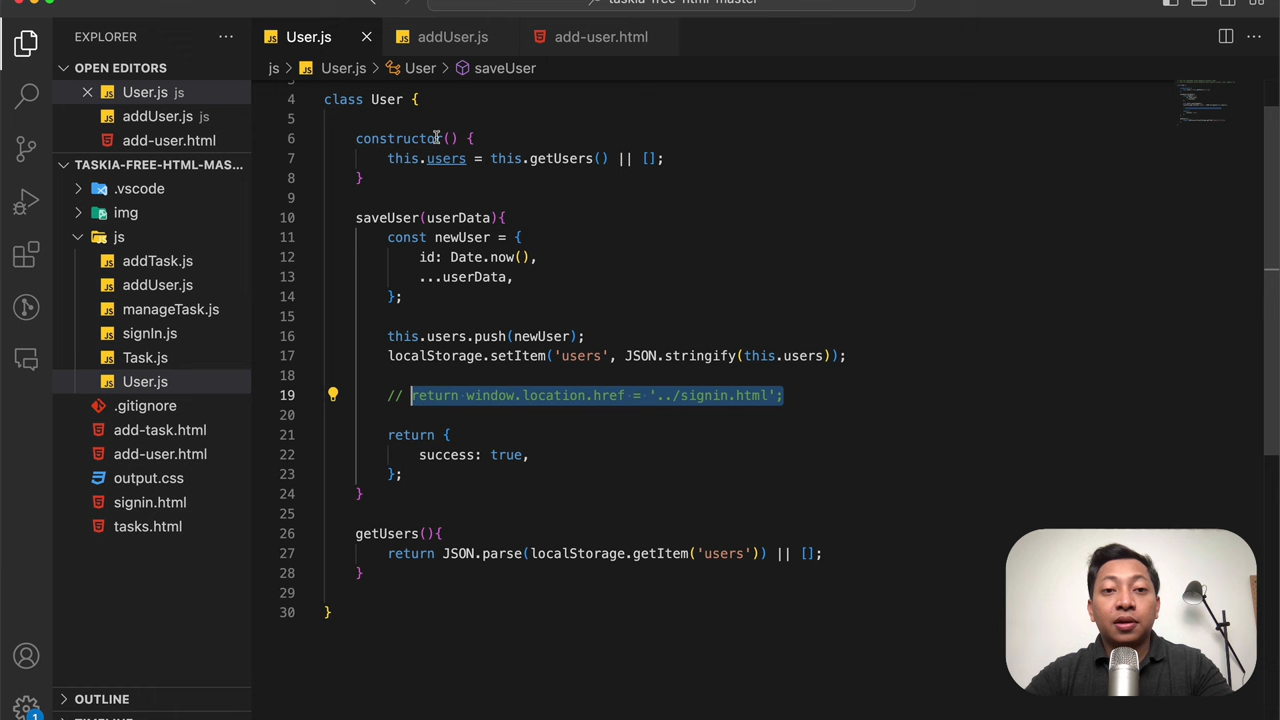 taskia-free-html-master
EXPLORER
OPEN EDITORS
User.js js
addUser.js js
add-user.html
TASKIA-FREE-HTML-MAS...
.vscode
img
js
addTask.js
addUser.js
manageTask.js
signIn.js
Task.js
User.js
.gitignore
add-task.html
add-user.html
output.css
signin.html
tasks.html
OUTLINE
1
User.js
addUser.js
add-user.html
js > User.js > User > saveUser
4 class User {
5
6 constructor() {
7 this.users = this.getUsers() || [];
8 }
9
10 saveUser(userData){
11 const newUser = {
12 id: Date.now(),
13 ...userData,
14 };
15
16 this.users.push(newUser);
17 localStorage.setItem('users', JSON.stringify(this.users));
18
19 // return window.location.href = '../signin.html';
20
21 return {
22 success: true,
23 };
24 }
25
26 getUsers(){
27 return JSON.parse(localStorage.getItem('users')) || [];
28 }
29
30 }